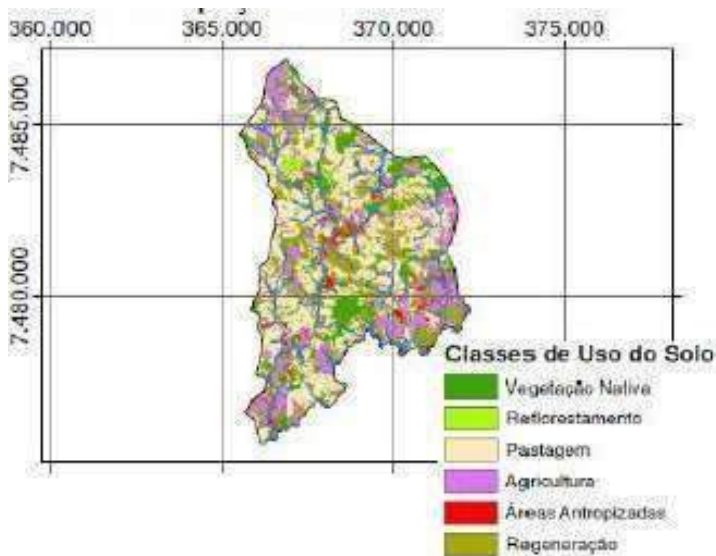 360.000 365.000 370.000 375.000
7.485.000
7.480.000
Classes de Uso do Solo
Vegetação Nativa
Reflorestamento
Pastagem
Agricultura
Áreas Antropizadas
Regeneração